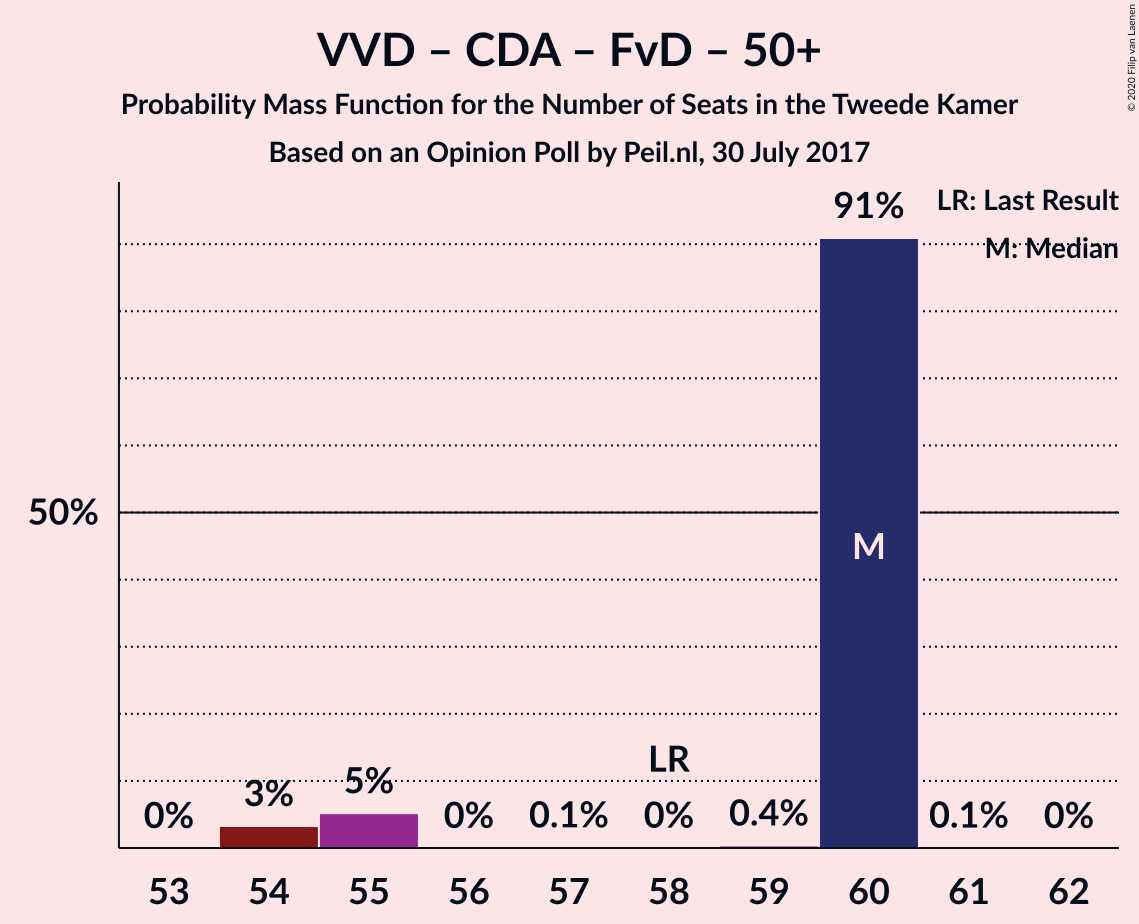 VVD – CDA – FvD – 50+
Probability Mass Function for the Number of Seats in the Tweede Kamer
Based on an Opinion Poll by Peil.nl, 30 July 2017
© 2020 Filip van Laenen
LR: Last Result
M: Median
50%
0%
3%
5%
0%
0.1%
LR
0%
0.4%
91%
M
0.1%
0%
53 54 55 56 57 58 59 60 61 62